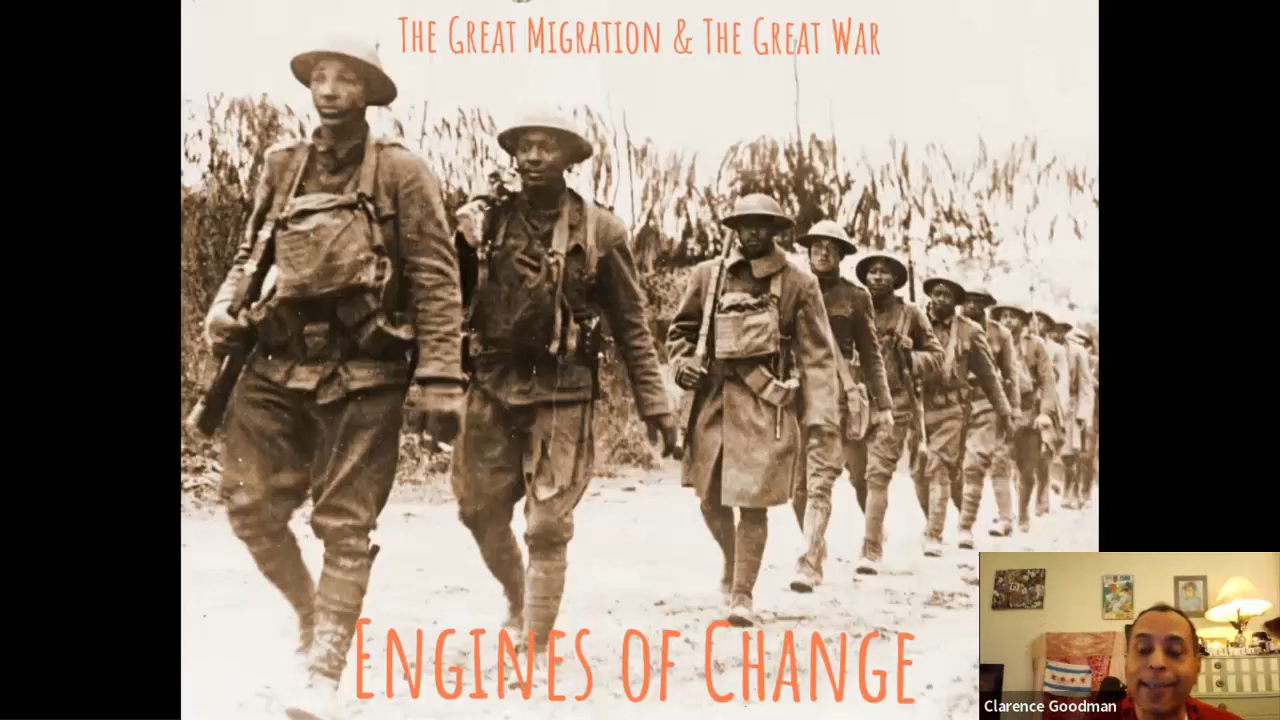 The Great Migration & The Great War
Engines of Change
Clarence Goodman